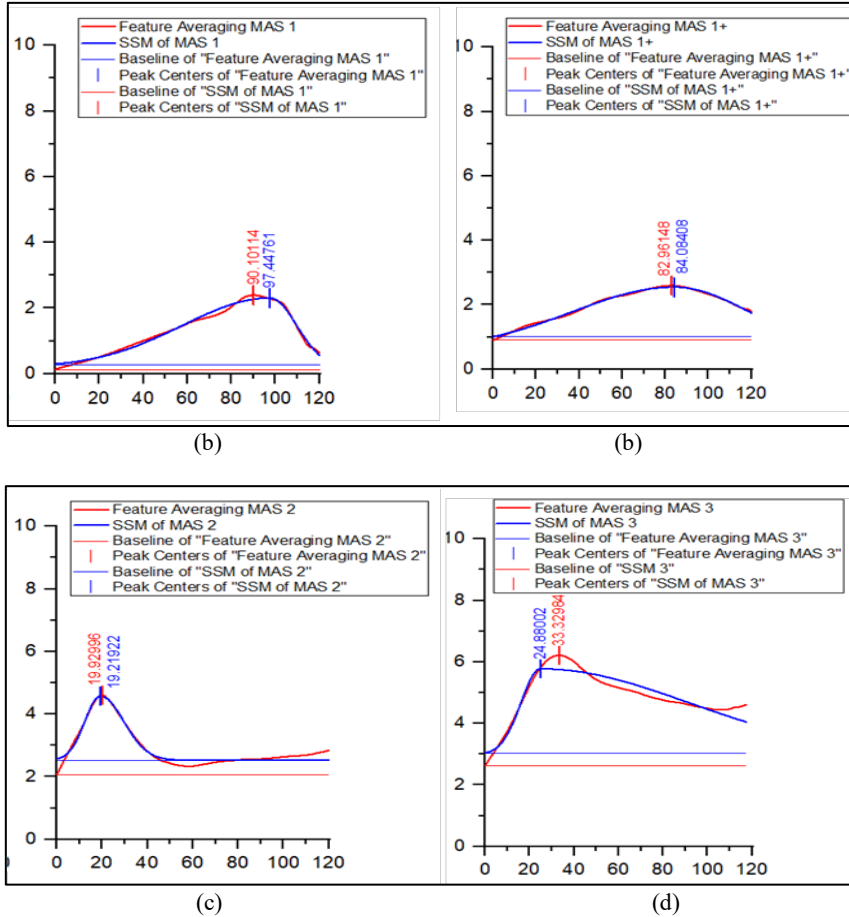 Feature Averaging MAS 1
SSM of MAS 1
Baseline of "Feature Averaging MAS 1"
Peak Centers of "Feature Averaging MAS 1"
Baseline of "SSM of MAS 1"
Peak Centers of "SSM of MAS 1"
10
8
6
4
2
0
90.10114
97.44761
0 20 40 60 80 100 120
(b)
Feature Averaging MAS 1+
SSM of MAS 1+
Baseline of "Feature Averaging MAS 1+"
Peak Centers of "Feature Averaging MAS 1+"
Baseline of "SSM of MAS 1+"
Peak Centers of "SSM of MAS 1+"
10
8
6
4
2
0
82.96148
84.08408
0 20 40 60 80 100 120
(b)
Feature Averaging MAS 2
SSM of MAS 2
Baseline of "Feature Averaging MAS 2"
Peak Centers of "Feature Averaging MAS 2"
Baseline of "SSM of MAS 2"
Peak Centers of "SSM of MAS 2"
10
8
6
4
2
0
19.92996
19.21922
0 20 40 60 80 100 120
(c)
Feature Averaging MAS 3
SSM of MAS 3
Baseline of "Feature Averaging MAS 3"
Peak Centers of "Feature Averaging MAS 3"
Baseline of "SSM 3"
Peak Centers of "SSM of MAS 3"
10
8
6
4
2
0
24.88002
33.32984
0 20 40 60 80 100 120
(d)